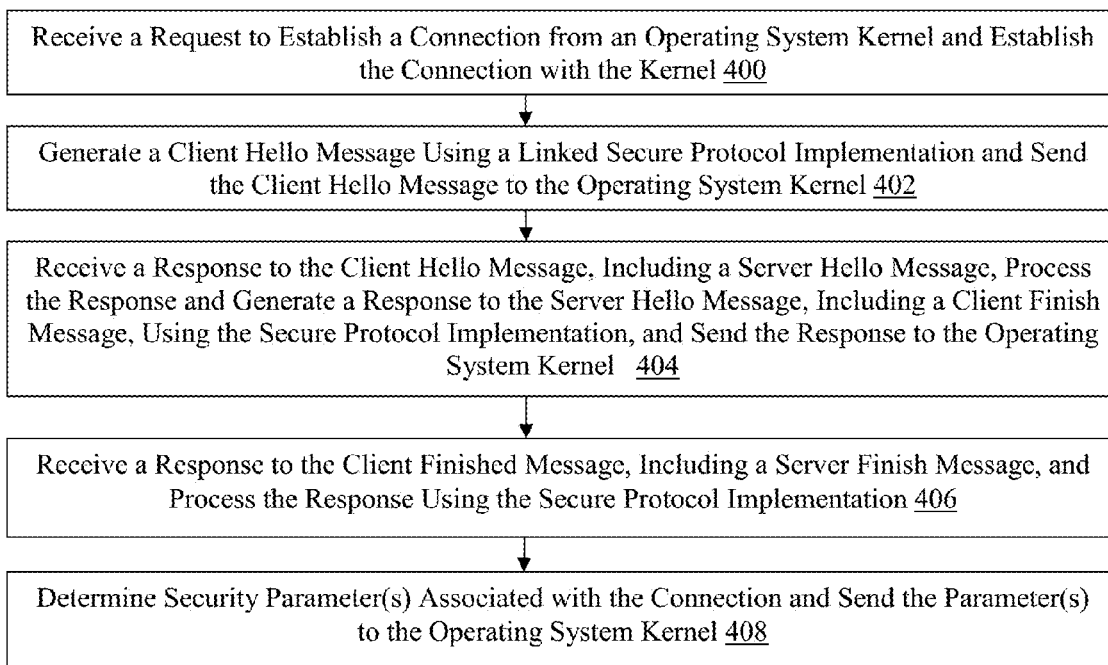 Receive a Request to Establish a Connection from an Operating System Kernel and Establish
the Connection with the Kernel 400
Generate a Client Hello Message Using a Linked Secure Protocol Implementation and Send
the Client Hello Message to the Operating System Kernel 402
Receive a Response to the Client Hello Message, Including a Server Hello Message, Process
the Response and Generate a Response to the Server Hello Message, Including a Client Finish
Message, Using the Secure Protocol Implementation, and Send the Response to the Operating
System Kernel 404
Receive a Response to the Client Finished Message, Including a Server Finish Message, and
Process the Response Using the Secure Protocol Implementation 406
Determine Security Parameter(s) Associated with the Connection and Send the Parameter(s)
to the Operating System Kernel 408